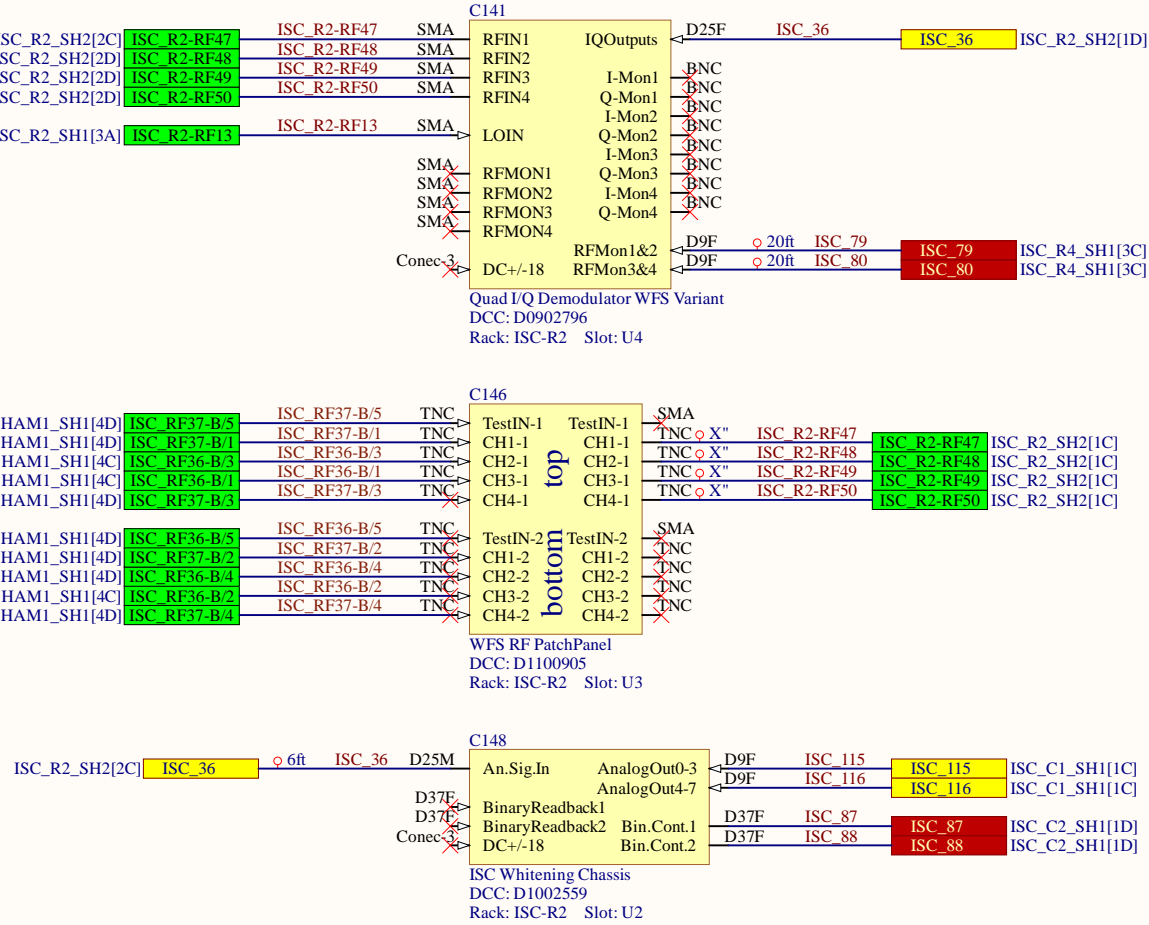 C141
SC_R2_SH2[2C] ISC_R2-RF47 ISC_R2-RF47 SMA RFIN1 IQOutputs D25F ISC_36 ISC_36 ISC_R2_SH2[1D]
SC_R2_SH2[2D] ISC_R2-RF48 ISC_R2-RF48 SMA RFIN2
SC_R2_SH2[2D] ISC_R2-RF49 ISC_R2-RF49 SMA RFIN3 I-Mon1 BNC
SC_R2_SH2[2D] ISC_R2-RF50 ISC_R2-RF50 SMA RFIN4 Q-Mon1 BNC
I-Mon2 BNC
SC_R2_SH1[3A] ISC_R2-RF13 ISC_R2-RF13 SMA LOIN Q-Mon2 BNC
I-Mon3 BNC
SMA RFMON1 Q-Mon3 BNC
SMA RFMON2 I-Mon4 BNC
SMA RFMON3 Q-Mon4 BNC
SMA RFMON4
RFMon1&2 D9F 20ft ISC_79 ISC_79 ISC_R4_SH1[3C]
Conec-3 DC+/-18 RFMon3&4 D9F 20ft ISC_80 ISC_80 ISC_R4_SH1[3C]
Quad I/Q Demodulator WFS Variant
DCC: D0902796
Rack: ISC-R2 Slot: U4
C146
HAM1_SH1[4D] ISC_RF37-B/5 ISC_RF37-B/5 TNC TestIN-1 TestIN-1 SMA
HAM1_SH1[4D] ISC_RF37-B/1 ISC_RF37-B/1 TNC CH1-1 CH1-1 TNC X" ISC_R2-RF47 ISC_R2-RF47 ISC_R2_SH2[1C]
HAM1_SH1[4C] ISC_RF36-B/3 ISC_RF36-B/3 TNC CH2-1 top CH2-1 TNC X" ISC_R2-RF48 ISC_R2-RF48 ISC_R2_SH2[1C]
HAM1_SH1[4C] ISC_RF36-B/1 ISC_RF36-B/1 TNC CH3-1 CH3-1 TNC X" ISC_R2-RF49 ISC_R2-RF49 ISC_R2_SH2[1C]
HAM1_SH1[4D] ISC_RF37-B/3 ISC_RF37-B/3 TNC CH4-1 CH4-1 TNC X" ISC_R2-RF50 ISC_R2-RF50 ISC_R2_SH2[1C]
HAM1_SH1[4D] ISC_RF36-B/5 ISC_RF36-B/5 TNC TestIN-2 TestIN-2 SMA
HAM1_SH1[4D] ISC_RF37-B/2 ISC_RF37-B/2 TNC CH1-2 CH1-2 TNC
HAM1_SH1[4D] ISC_RF36-B/4 ISC_RF36-B/4 TNC CH2-2 bottom CH2-2 TNC
HAM1_SH1[4C] ISC_RF36-B/2 ISC_RF36-B/2 TNC CH3-2 CH3-2 TNC
HAM1_SH1[4D] ISC_RF37-B/4 ISC_RF37-B/4 TNC CH4-2 CH4-2 TNC
WFS RF PatchPanel
DCC: D1100905
Rack: ISC-R2 Slot: U3
C148
ISC_R2_SH2[2C] ISC_36 6ft ISC_36 D25M An.Sig.In AnalogOut0-3 D9F ISC_115 ISC_115 ISC_C1_SH1[1C]
AnalogOut4-7 D9F ISC_116 ISC_116 ISC_C1_SH1[1C]
D37F BinaryReadback1
D37F BinaryReadback2 Bin.Cont.1 D37F ISC_87 ISC_87 ISC_C2_SH1[1D]
Conec-3 DC+/-18 Bin.Cont.2 D37F ISC_88 ISC_88 ISC_C2_SH1[1D]
ISC Whitening Chassis
DCC: D1002559
Rack: ISC-R2 Slot: U2